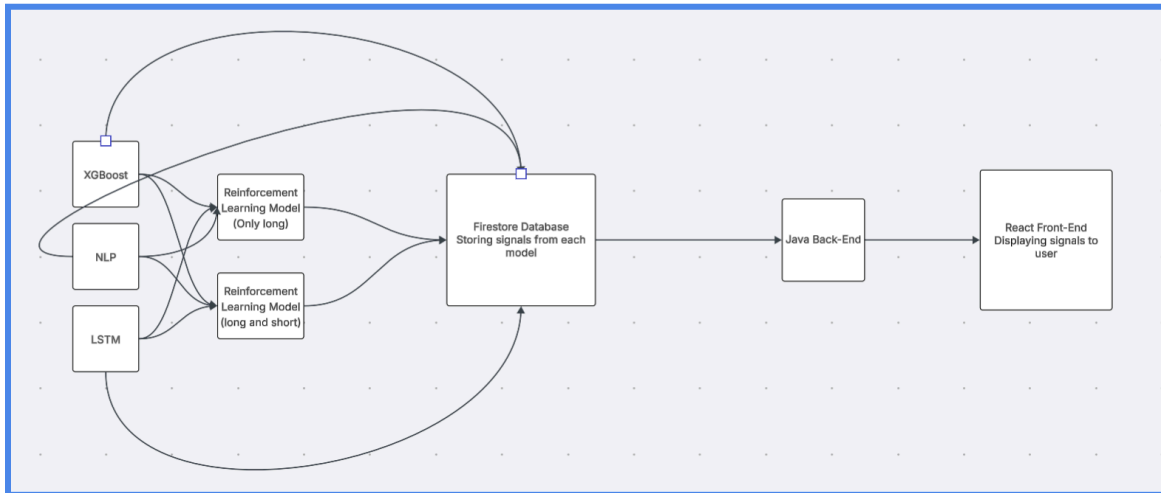 XGBoost
NLP
LSTM
Reinforcement
Learning Model
(Only long)
Reinforcement
Learning Model
(long and short)
Firestore Database
Storing signals from each
model
Java Back-End
React Front-End
Displaying signals to
user